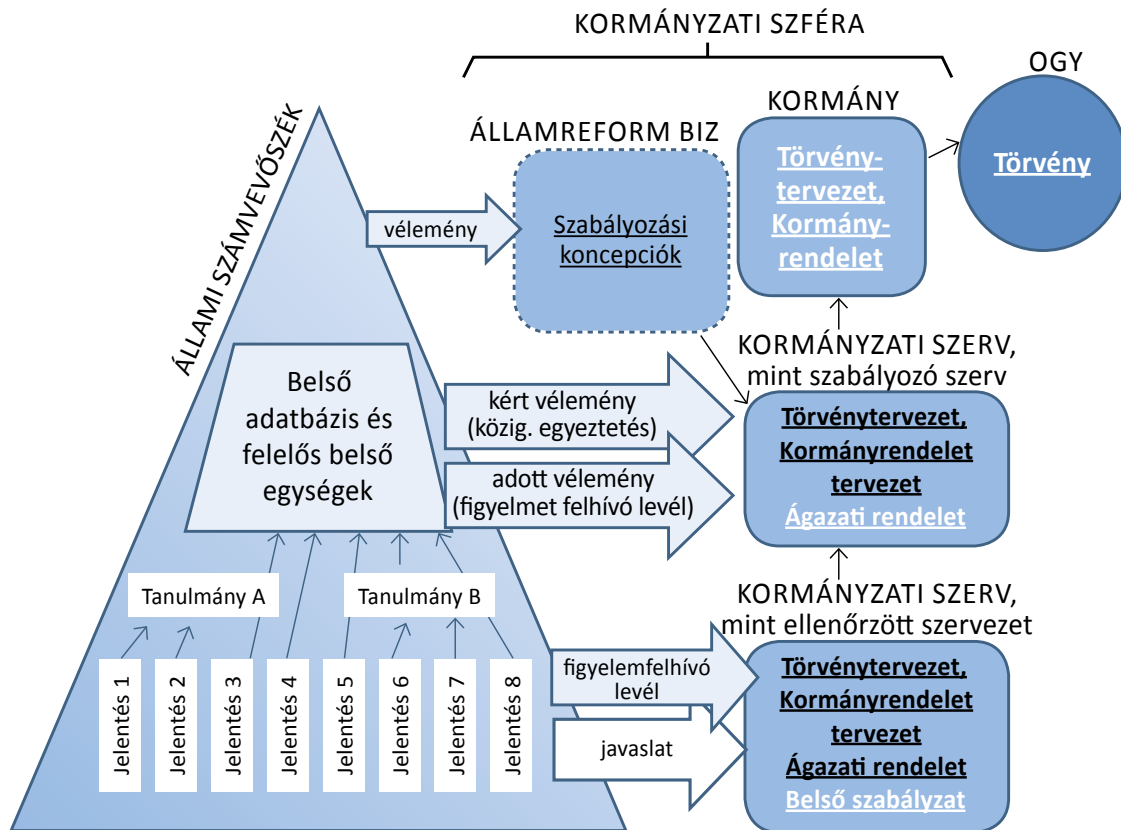 KORMÁNYZATI SZFÉRA
OGY
KORMÁNY
ÁLLAMREFORM BIZ
ÁLLAMI SZÁMVEVŐSZÉK
Törvény-
tervezet,
Kormány-
rendelet
Törvény
vélemény
Szabályozási
koncepciók
KORMÁNYZATI SZERV,
mint szabályozó szerv
Belső
adatbázis és
felelős belső
egységek
kért vélemény
(közig. egyeztetés)
adott vélemény
(figyelmet felhívó levél)
Törvénytervezet,
Kormányrendelet
tervezet
Ágazati rendelet
Tanulmány A
Tanulmány B
KORMÁNYZATI SZERV,
mint ellenőrzött szervezet
Jelentés 1
Jelentés 2
Jelentés 3
Jelentés 4
Jelentés 5
Jelentés 6
Jelentés 7
Jelentés 8
figyelemfelhívó
levél
javaslat
Törvénytervezet,
Kormányrendelet
tervezet
Ágazati rendelet
Belső szabályzat